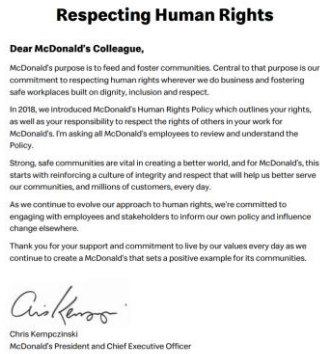 Respecting Human Rights
Dear McDonald's Colleague,
McDonald's purpose is to feed and foster communities. Central to that purpose is our
commitment to respecting human rights wherever we do business and fostering
safe workplaces built on dignity, inclusion and respect.
In 2018, we introduced McDonald's Human Rights Policy which outlines your rights,
as well as your responsibility to respect the rights of others in your work for
McDonald's. I'm asking all McDonald's employees to review and understand the
Policy.
Strong, safe communities are vital in creating a better world, and for McDonald's, this
starts with reinforcing a culture of integrity and respect that will help us better serve
our communities, and millions of customers, every day.
As we continue to evolve our approach to human rights, we're committed to
engaging with employees and stakeholders to inform our own policy and influence
change elsewhere.
Thank you for your support and commitment to live by our values every day as we
continue to create a McDonald's that sets a positive example for its communities.
Chris Kempczinski
McDonald's President and Chief Executive Officer